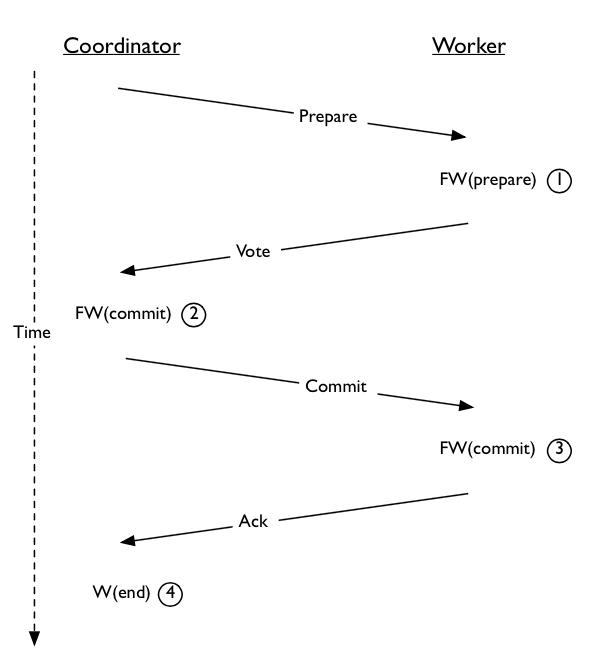 Coordinator
Worker
Prepare
FW(prepare) 1
Vote
FW(commit) 2
Time
Commit
FW(commit) 3
Ack
W(end) 4